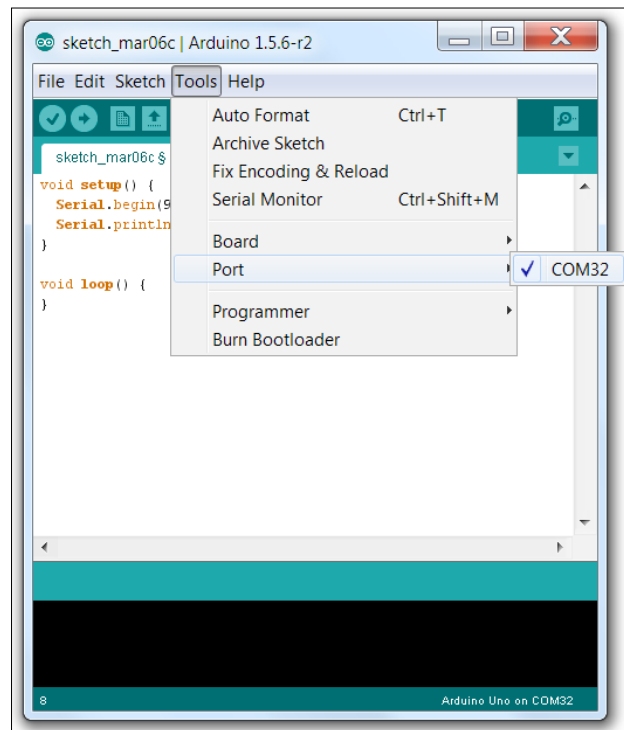 sketch_mar06c | Arduino 1.5.6-r2
File Edit Sketch Tools Help
sketch_mar06c §
void setup() {
Serial.begin(9
Serial.println
}
void loop() {
}
Auto Format Ctrl+T
Archive Sketch
Fix Encoding & Reload
Serial Monitor Ctrl+Shift+M
Board
Port
COM32
Programmer
Burn Bootloader
8 Arduino Uno on COM32